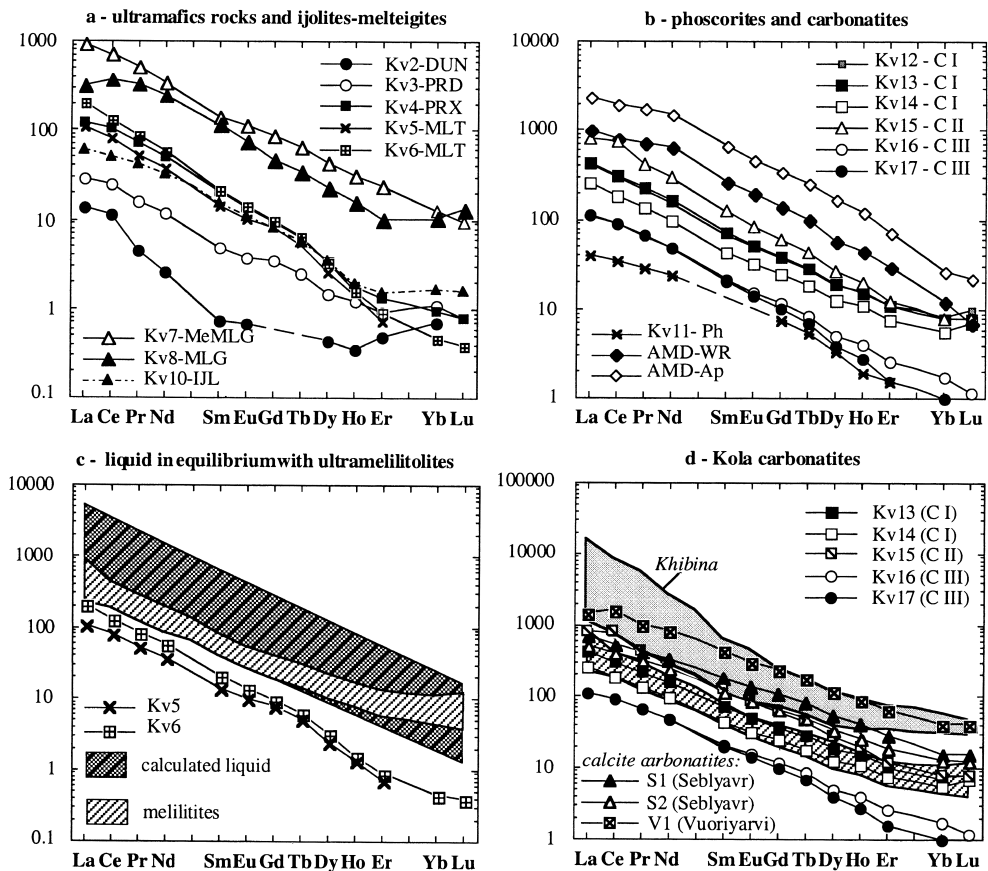 a - ultramafics rocks and ijolites-melteigites
1000
100
10
1
0.1
Kv2-DUN
Kv3-PRD
Kv4-PRX
Kv5-MLT
Kv6-MLT
Kv7-MeMLG
Kv8-MLG
Kv10-IJL
La Ce Pr Nd Sm Eu Gd Tb Dy Ho Er Yb Lu
b - phoscorites and carbonatites
10000
1000
100
10
1
Kv12 - C I
Kv13 - C I
Kv14 - C I
Kv15 - C II
Kv16 - C III
Kv17 - C III
Kv11- Ph
AMD-WR
AMD-Ap
La Ce Pr Nd Sm Eu Gd Tb Dy Ho Er Yb Lu
c - liquid in equilibrium with ultramelilitolites
10000
1000
100
10
1
0.1
Kv5
Kv6
calculated liquid
melilitites
La Ce Pr Nd Sm Eu Gd Tb Dy Ho Er Yb Lu
d - Kola carbonatites
100000
10000
1000
100
10
1
Khibina
Kv13 (C I)
Kv14 (C I)
Kv15 (C II)
Kv16 (C III)
Kv17 (C III)
calcite arbonatites:
S1 (Seblyavr)
S2 (Seblyavr)
V1 (Vuoriyarvi)
La Ce Pr Nd Sm Eu Gd Tb Dy Ho Er Yb Lu